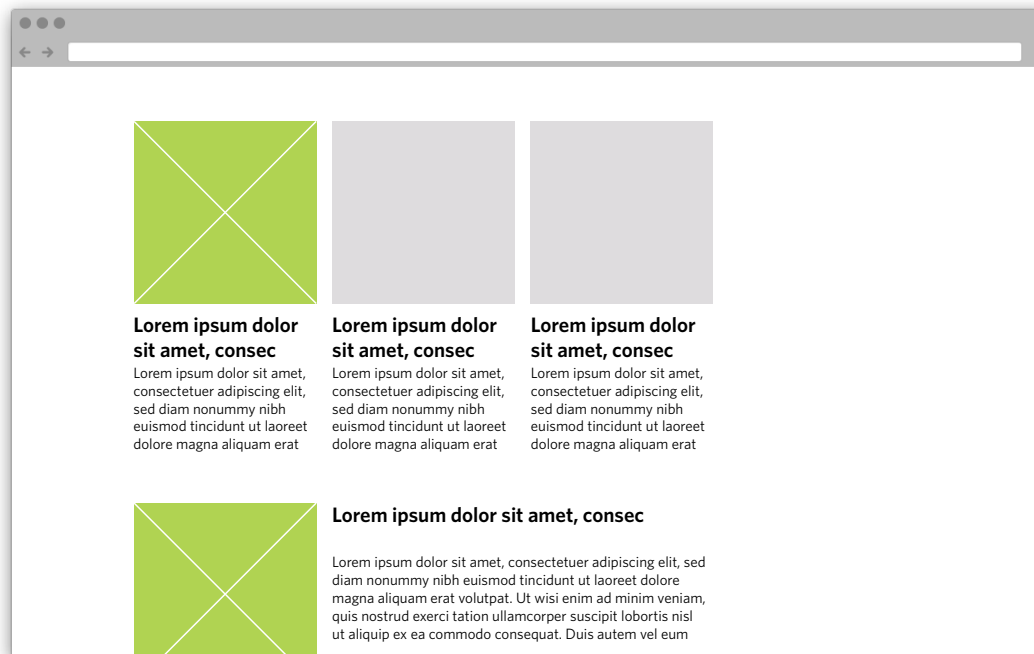 Lorem ipsum dolor
sit amet, consec
Lorem ipsum dolor sit amet,
consectetuer adipiscing elit,
sed diam nonummy nibh
euismod tincidunt ut laoreet
dolore magna aliquam erat
Lorem ipsum dolor
sit amet, consec
Lorem ipsum dolor sit amet,
consectetuer adipiscing elit,
sed diam nonummy nibh
euismod tincidunt ut laoreet
dolore magna aliquam erat
Lorem ipsum dolor
sit amet, consec
Lorem ipsum dolor sit amet,
consectetuer adipiscing elit,
sed diam nonummy nibh
euismod tincidunt ut laoreet
dolore magna aliquam erat
Lorem ipsum dolor sit amet, consec
Lorem ipsum dolor sit amet, consectetuer adipiscing elit, sed
diam nonummy nibh euismod tincidunt ut laoreet dolore
magna aliquam erat volutpat. Ut wisi enim ad minim veniam,
quis nostrud exerci tation ullamcorper suscipit lobortis nisl
ut aliquip ex ea commodo consequat. Duis autem vel eum